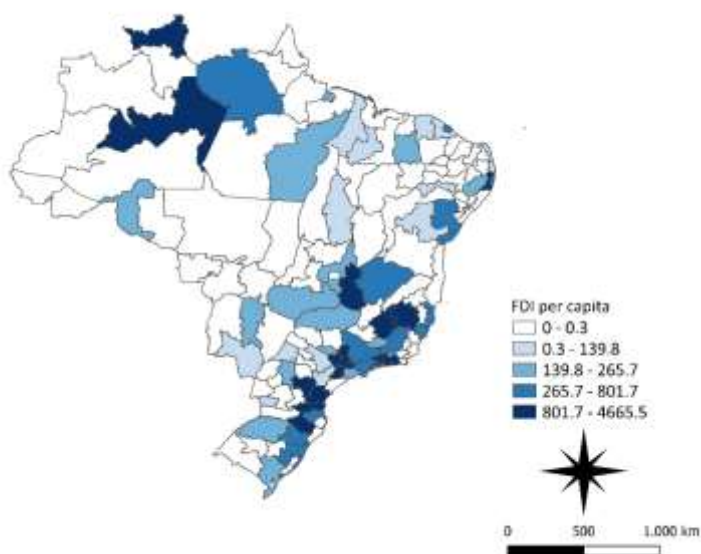 FDI per capita
0 - 0.3
0.3 - 139.8
139.8 - 265.7
265.7 - 801.7
801.7 - 4665.5
0 500 1.000 km